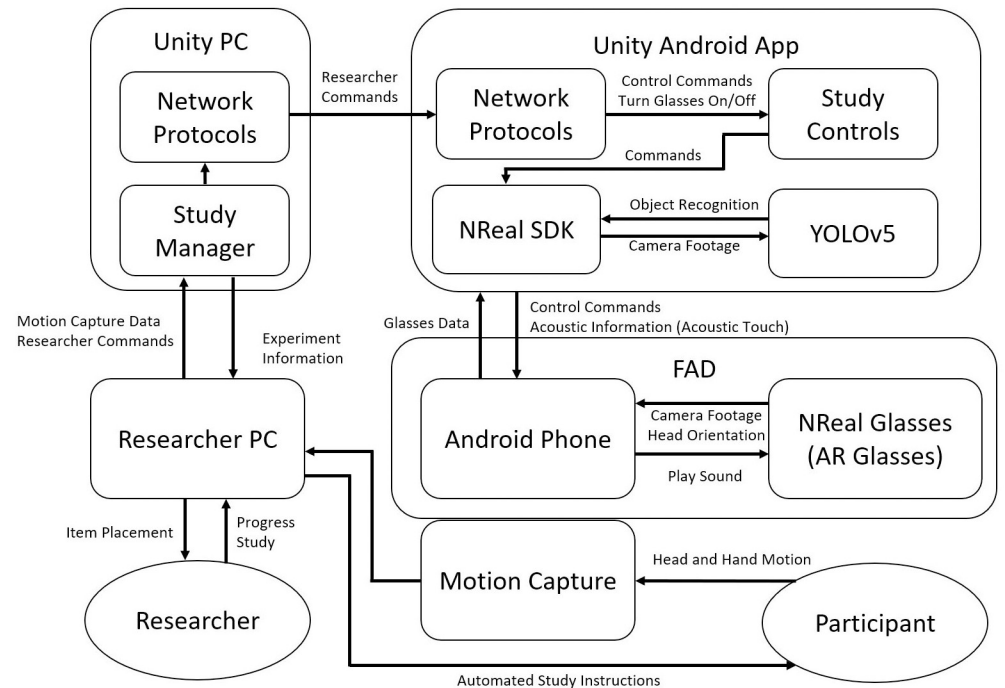 Unity PC
Network
Protocols
Study
Manager
Researcher
Commands
Unity Android App
Network
Protocols
Control Commands
Turn Glasses On/Off
Study
Controls
Commands
NReal SDK
Object Recognition
Camera Footage
YOLOv5
Motion Capture Data
Researcher Commands
Experiment
Information
Glasses Data
Control Commands
Acoustic Information (Acoustic Touch)
FAD
Researcher PC
Android Phone
Camera Footage
Head Orientation
Play Sound
NReal Glasses
(AR Glasses)
Item Placement
Progress
Study
Researcher
Motion Capture
Head and Hand Motion
Participant
Automated Study Instructions